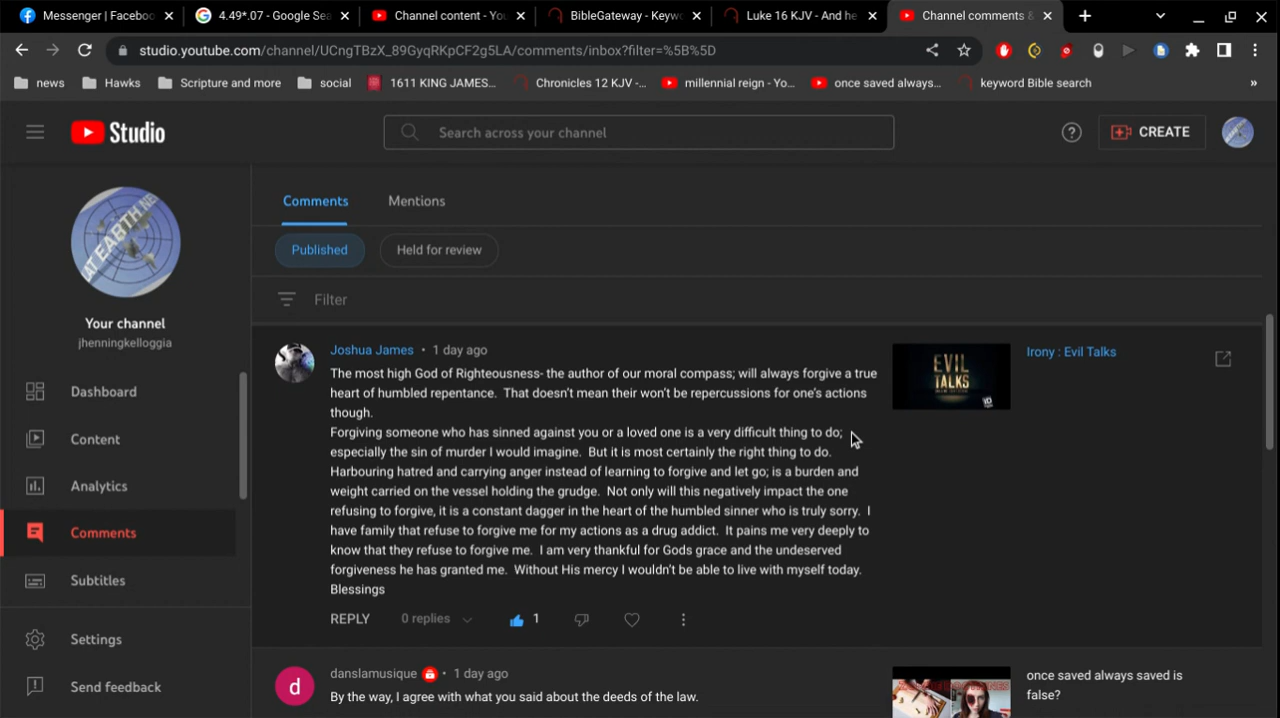 Messenger | Faceboo
4.49*.07 - Google Sea
Channel content - You
BibleGateway - Keywo
Luke 16 KJV - And he
Channel comments &
studio.youtube.com/channel/UCngTBzX_89GyqRKpCF2g5LA/comments/inbox?filter=%5B%5D
news
Hawks
Scripture and more
social
1611 KING JAMES...
Chronicles 12 KJV -...
millennial reign - Yo...
once saved always...
keyword Bible search
»
Studio
Search across your channel
CREATE
AT EARTH NE
Your channel
jhenningkelloggia
Dashboard
Content
Analytics
Comments
Subtitles
Settings
Send feedback
Comments
Mentions
Published
Held for review
Filter
Joshua James • 1 day ago
The most high God of Righteousness- the author of our moral compass; will always forgive a true
heart of humbled repentance. That doesn't mean their won't be repercussions for one's actions
though.
Forgiving someone who has sinned against you or a loved one is a very difficult thing to do;
especially the sin of murder I would imagine. But it is most certainly the right thing to do.
Harbouring hatred and carrying anger instead of learning to forgive and let go; is a burden and
weight carried on the vessel holding the grudge. Not only will this negatively impact the one
refusing to forgive, it is a constant dagger in the heart of the humbled sinner who is truly sorry. I
have family that refuse to forgive me for my actions as a drug addict. It pains me very deeply to
know that they refuse to forgive me. I am very thankful for Gods grace and the undeserved
forgiveness he has granted me. Without His mercy I wouldn't be able to live with myself today.
Blessings
REPLY
0 replies
1
EVIL
TALKS
ID
Irony : Evil Talks
d
danslamusique • 1 day ago
By the way, I agree with what you said about the deeds of the law.
once saved always saved is
false?